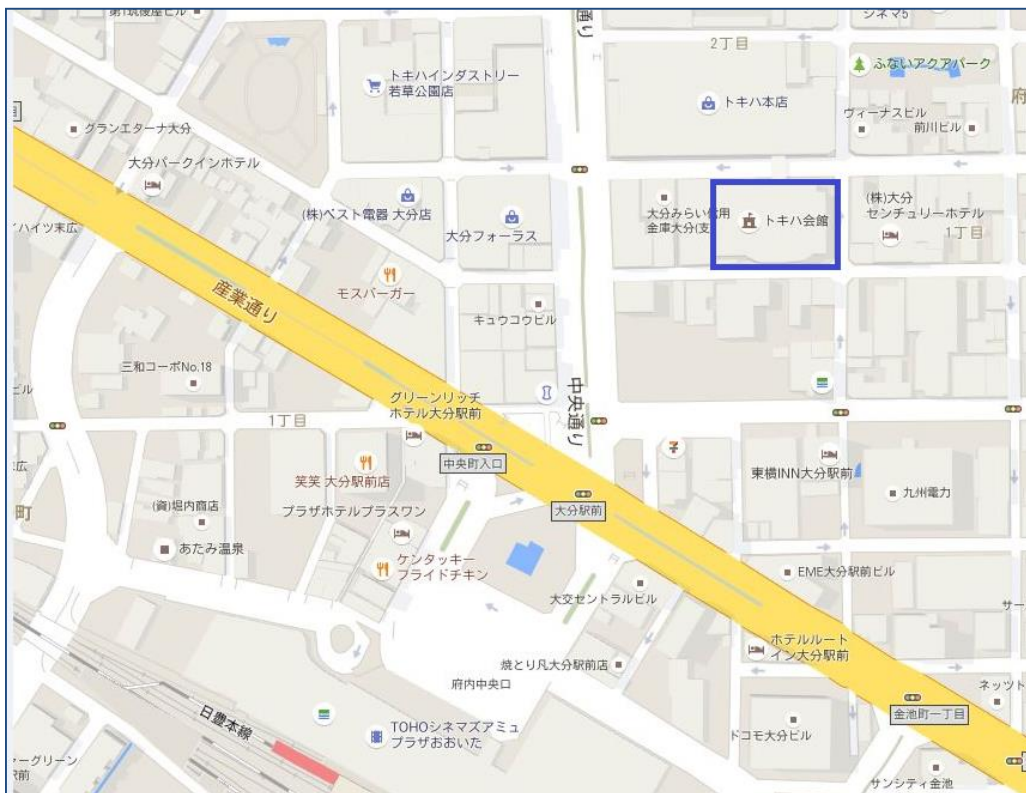 シネマ5
2丁目
ふないアクアパーク
トキハインダストリー
若草公園店
トキハ本店
ヴィーナスビル
前川ビル
グランエターナ大分
大分パークインホテル
(株)ベスト電器 大分店
大分フォーラス
大分みらい信用
金庫大分(支
トキハ会館
(株)大分
センチュリーホテル
1丁目
ハイツ末広
産業通り
モスバーガー
キュウコウビル
三和コーポNo.18
グリーンリッチ
ホテル大分駅前
中央通り
1丁目
中央町入口
笑笑 大分駅前店
大分駅前
東横INN大分駅前
九州電力
(資)堀内商店
プラザホテルプラスワン
あたみ温泉
ケンタッキー
フライドチキン
EME大分駅前ビル
大交セントラルビル
ホテルルート
イン大分駅前
焼とり凡大分駅前店
府内中央口
ネッツト
金池町一丁目
日豊本線
TOHOシネマズアミュ
プラザおおいた
ドコモ大分ビル
サンシティ金池